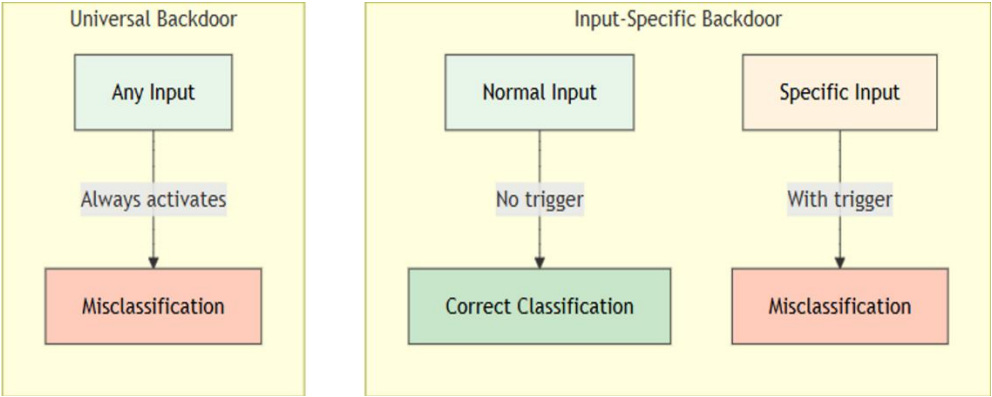 Universal Backdoor
Any Input
Always activates
Misclassification
Input-Specific Backdoor
Normal Input
Specific Input
No trigger
With trigger
Correct Classification
Misclassification